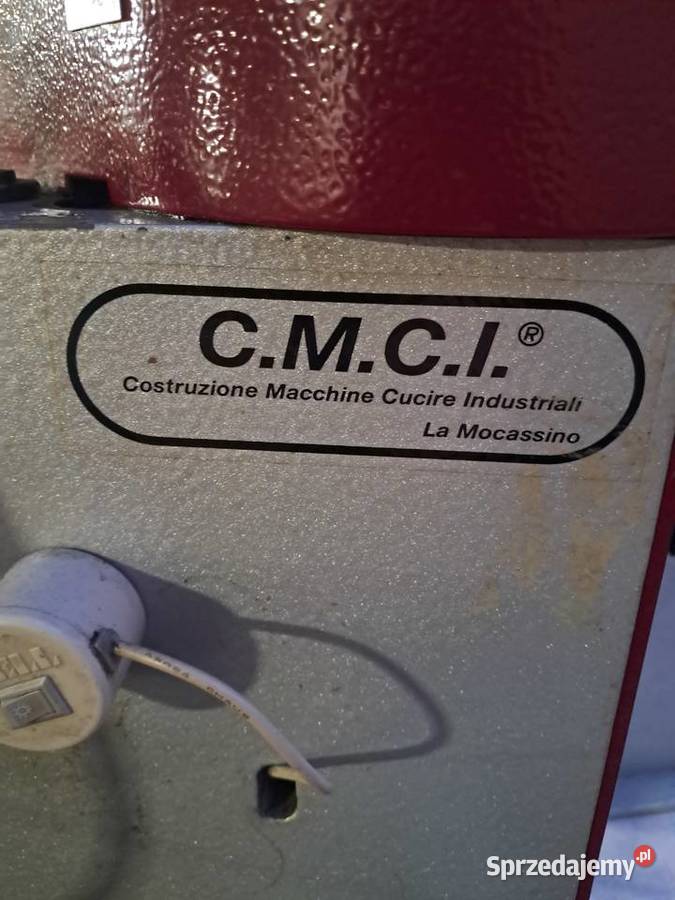 C.M.C.I.®
Costruzione Macchine Cucire Industriali
La Mocassino
Sprzedajemy.pl